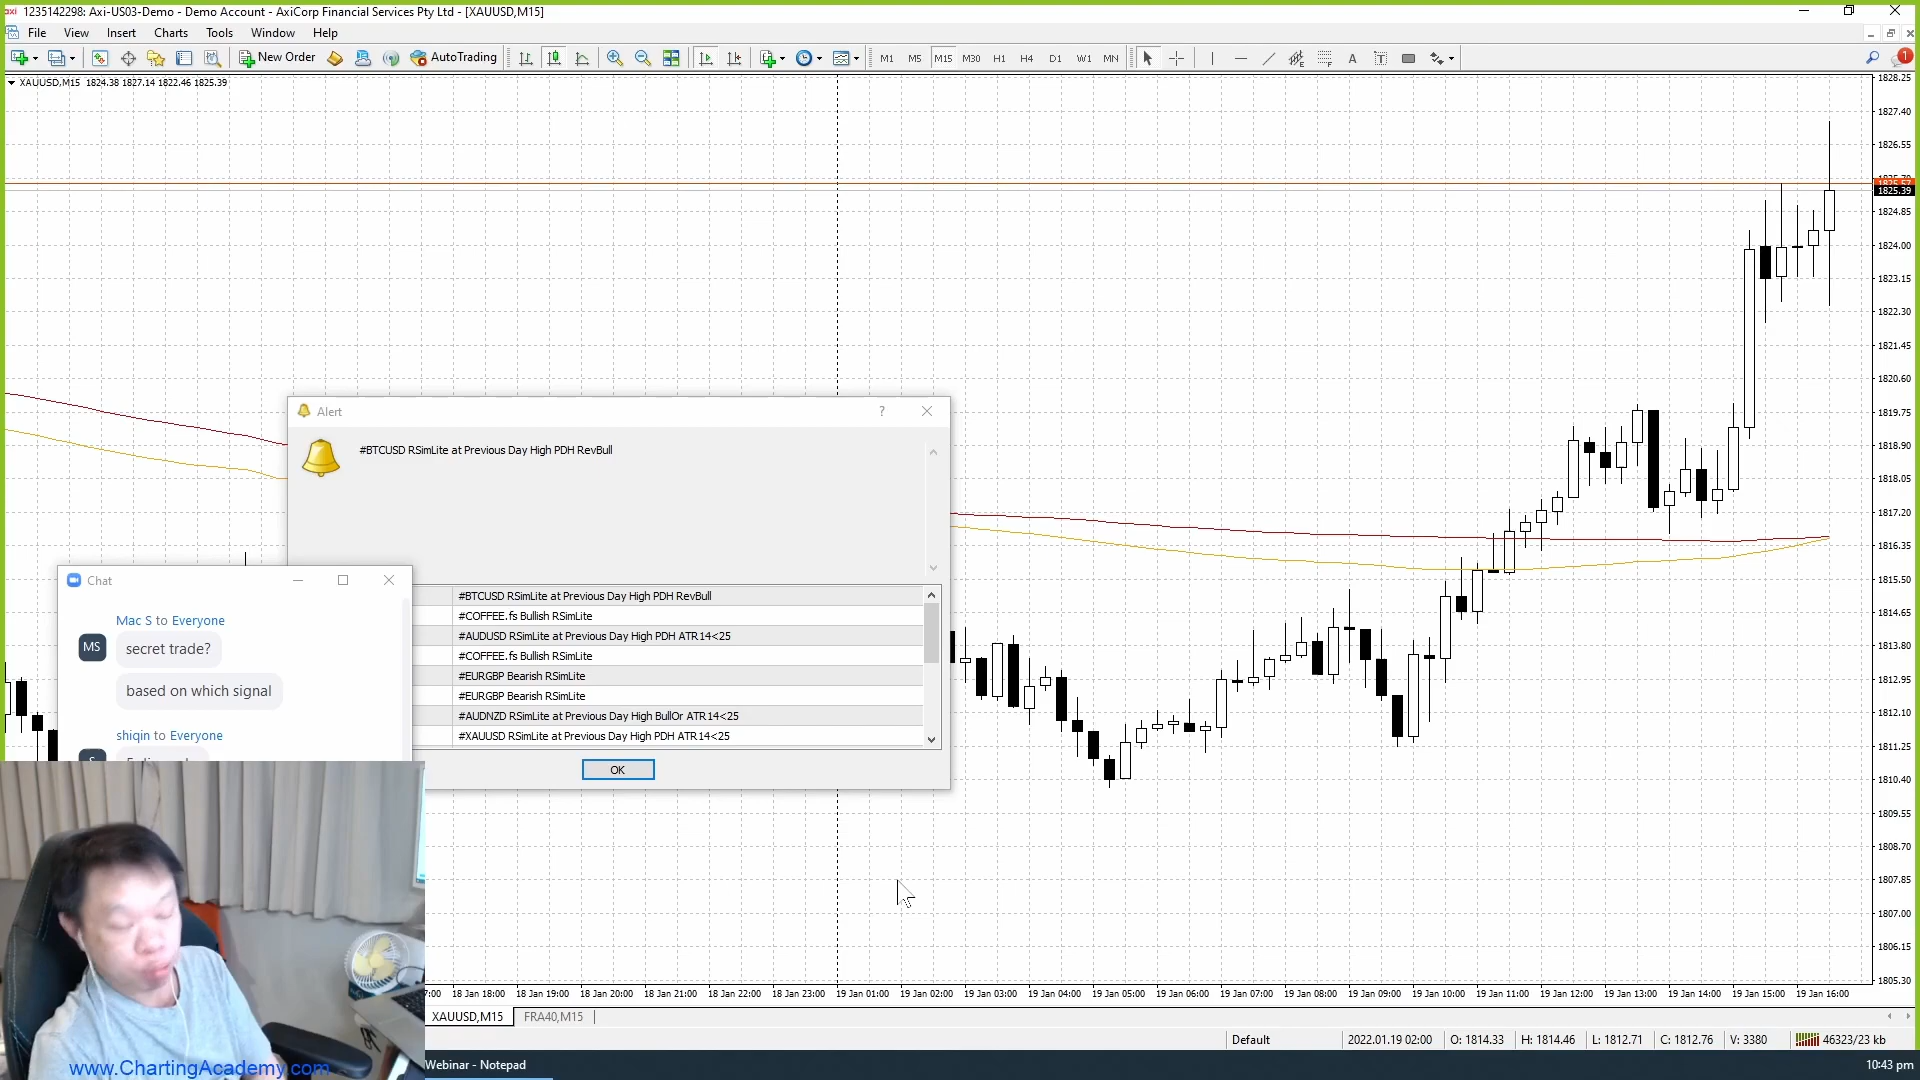 1235142298: Axi-US03-Demo - Demo Account - AxiCorp Financial Services Pty Ltd - [XAUUSD,M15]
File View Insert Charts Tools Window Help
New Order AutoTrading M1 M5 M15 M30 H1 H4 D1 W1 MN A T 1
XAUUSD,M15 1824.38 1827.14 1822.46 1825.39
1828.25
1827.40
1826.55
1825.57
1825.39
1824.85
1824.00
1823.15
1822.30
1821.45
1820.60
1819.75
1818.90
1818.05
1817.20
1816.35
1815.50
1814.65
1813.80
1812.95
1812.10
1811.25
1810.40
1809.55
1808.70
1807.85
1807.00
1806.15
1805.30
Alert ?
#BTCUSD RSimLite at Previous Day High PDH RevBull
#BTCUSD RSimLite at Previous Day High PDH RevBull
#COFFEE.fs Bullish RSimLite
#AUDUSD RSimLite at Previous Day High PDH ATR14<25
#COFFEE.fs Bullish RSimLite
#EURGBP Bearish RSimLite
#EURGBP Bearish RSimLite
#AUDNZD RSimLite at Previous Day High BullOr ATR14<25
#XAUUSD RSimLite at Previous Day High PDH ATR14<25
OK
Chat
Mac S to Everyone
MS secret trade?
based on which signal
shiqin to Everyone
www.ChartingAcademy.com
7:00 18 Jan 18:00 18 Jan 19:00 18 Jan 20:00 18 Jan 21:00 18 Jan 22:00 18 Jan 23:00 19 Jan 01:00 19 Jan 02:00 19 Jan 03:00 19 Jan 04:00 19 Jan 05:00 19 Jan 06:00 19 Jan 07:00 19 Jan 08:00 19 Jan 09:00 19 Jan 10:00 19 Jan 11:00 19 Jan 12:00 19 Jan 13:00 19 Jan 14:00 19 Jan 15:00 19 Jan 16:00
XAUUSD,M15 FRA40,M15
Default 2022.01.19 02:00 O: 1814.33 H: 1814.46 L: 1812.71 C: 1812.76 V: 3380 46323/23 kb
Webinar - Notepad 10:43 pm